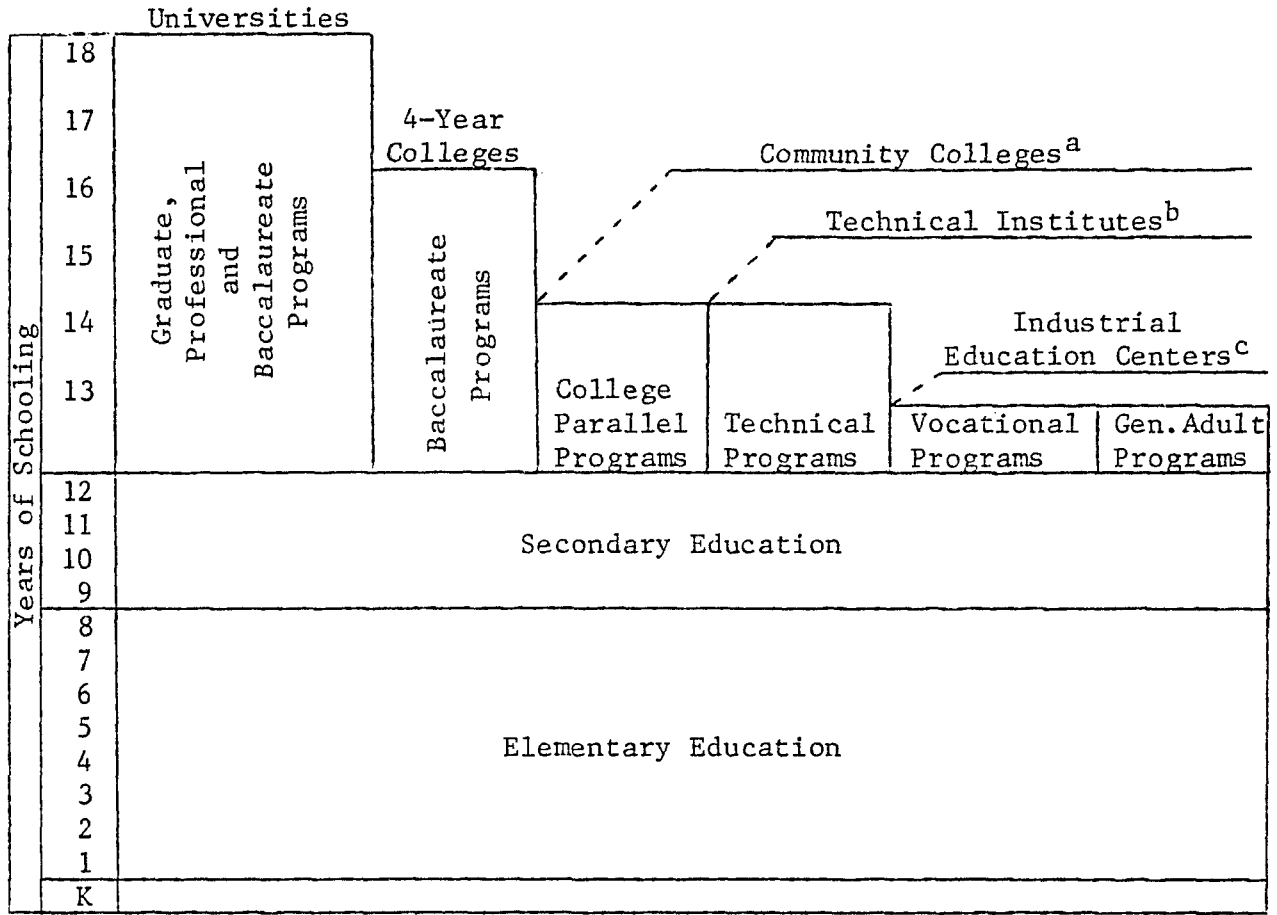 Universities
18
17
16
15
14
13
12
11
10
9
8
7
6
5
4
3
2
1
K
Years of Schooling
Graduate,
Professional
and
Baccalaureate
Programs
4-Year
Colleges
Baccalaureate
Programs
Community Colleges a
Technical Institutes b
Industrial
Education Centers c
College
Parallel
Programs
Technical
Programs
Vocational
Programs
Gen.Adult
Programs
Secondary Education
Elementary Education